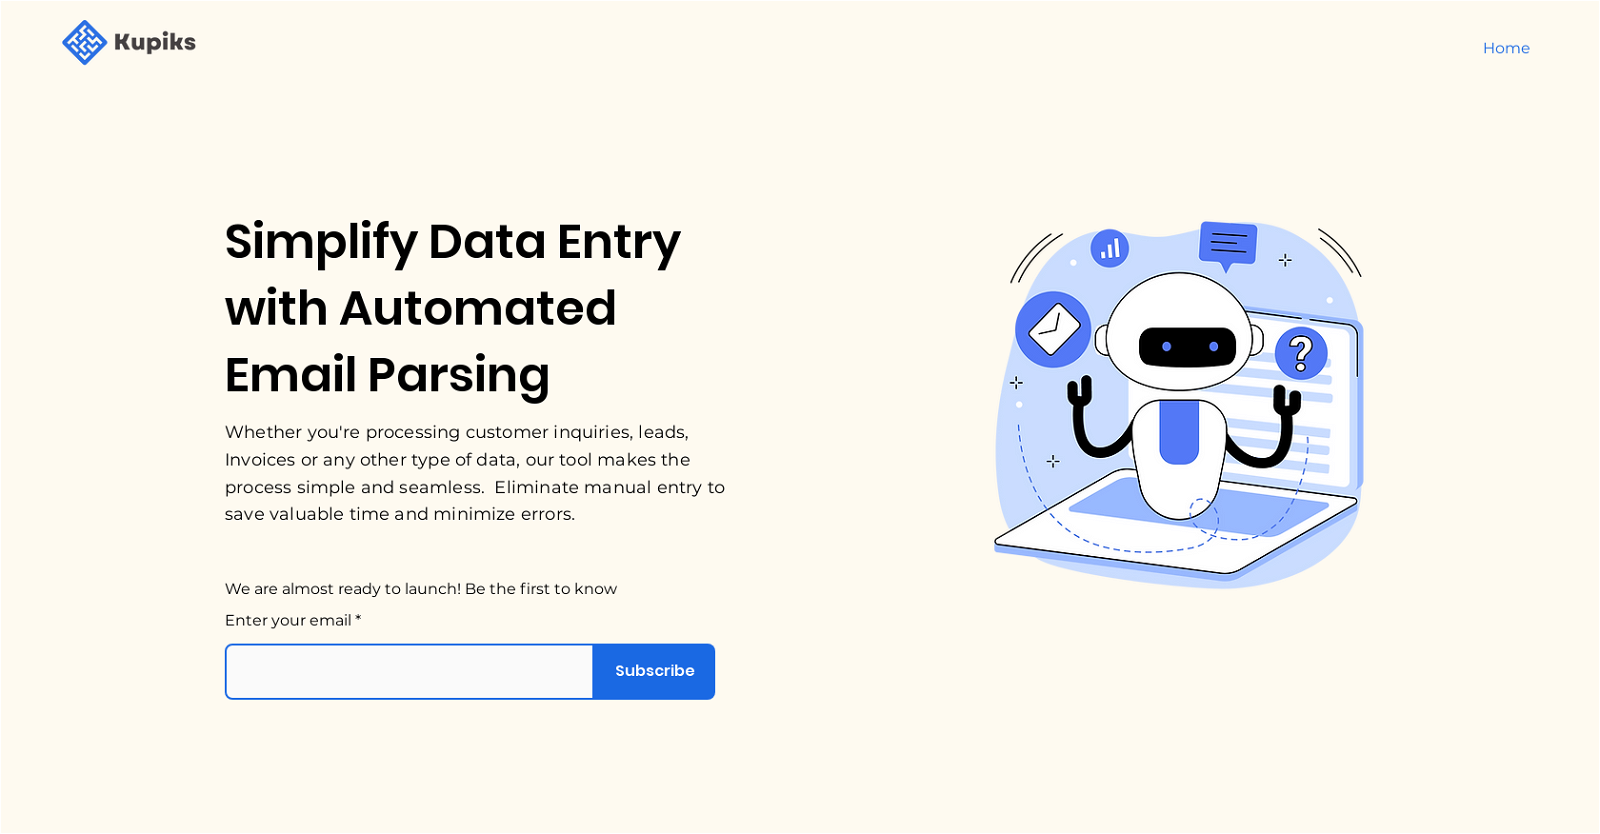 Kupiks
Home
Simplify Data Entry
with Automated
Email Parsing
Whether you're processing customer inquiries, leads,
Invoices or any other type of data, our tool makes the
process simple and seamless.  Eliminate manual entry to
save valuable time and minimize errors.
We are almost ready to launch! Be the first to know
Enter your email *
Subscribe
?